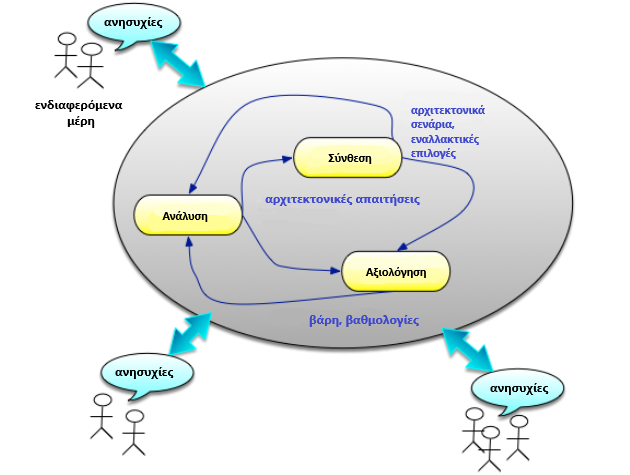 ανησυχίες
ενδιαφερόμενα
μέρη
αρχιτεκτονικά
σενάρια,
εναλλακτικές
επιλογές
Σύνθεση
αρχιτεκτονικές απαιτήσεις
Ανάλυση
Αξιολόγηση
βάρη, βαθμολογίες
ανησυχίες
ανησυχίες